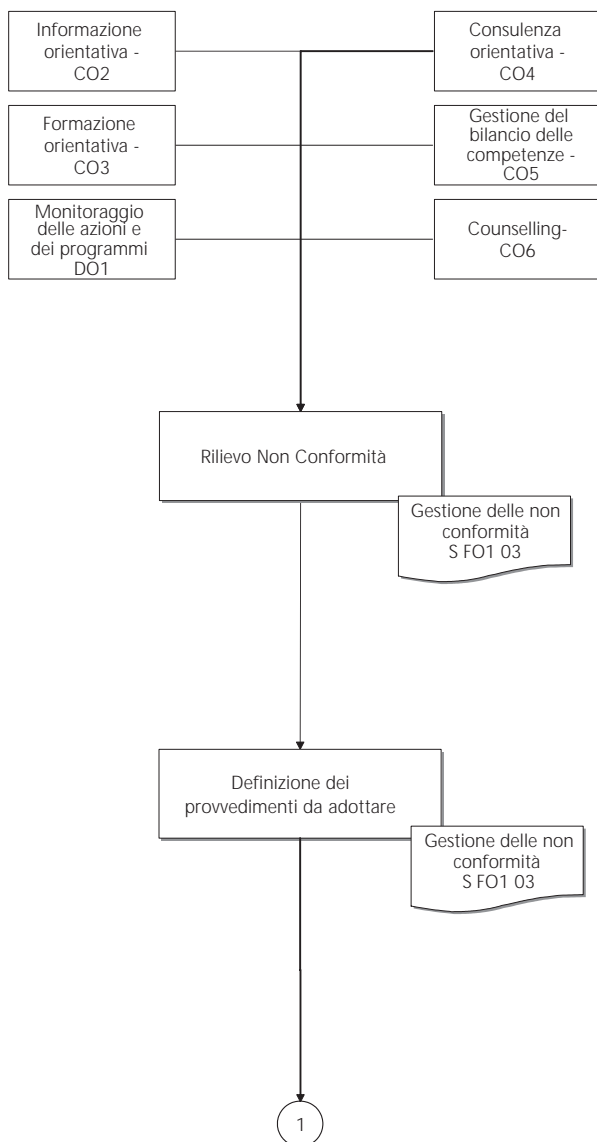 Informazione
orientativa -
CO2
Consulenza
orientativa -
CO4
Formazione
orientativa -
CO3
Gestione del
bilancio delle
competenze -
CO5
Monitoraggio
delle azioni e
dei programmi
DO1
Counselling-
CO6
Rilievo Non Conformità
Gestione delle non
conformità
S FO1 03
Definizione dei
provvedimenti da adottare
Gestione delle non
conformità
S FO1 03
1